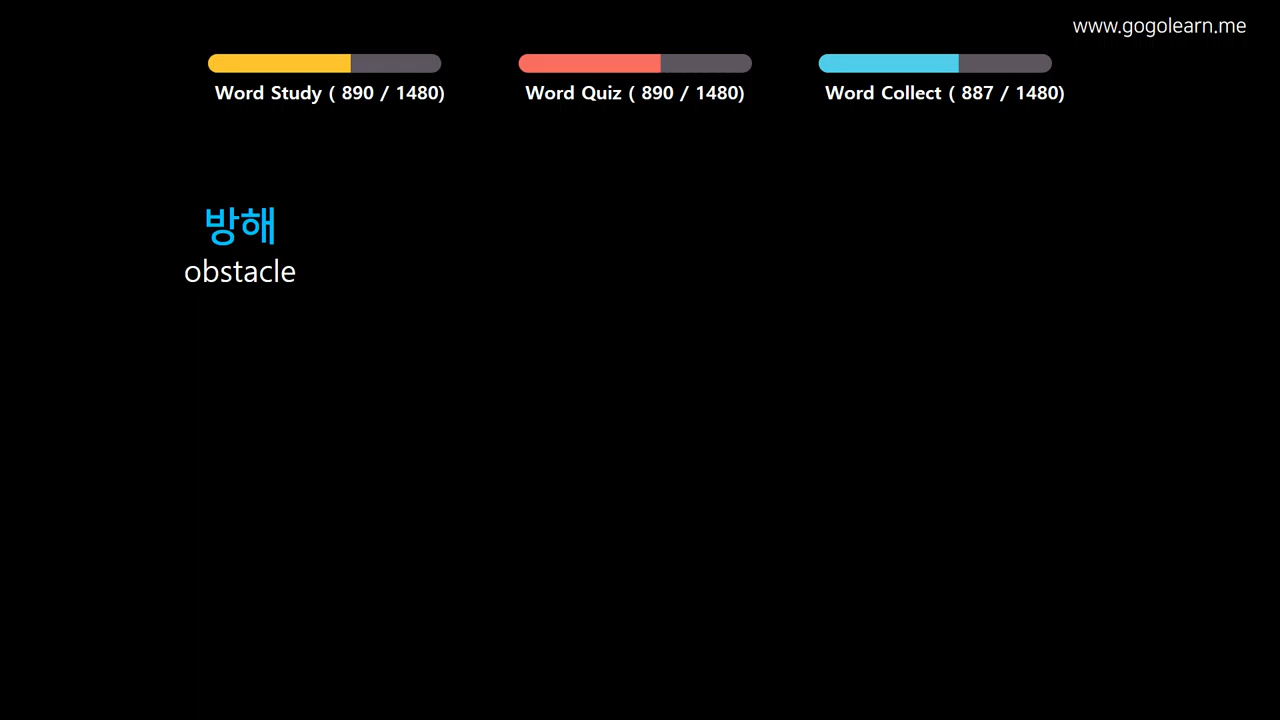 www.gogolearn.me
Word Study ( 890 / 1480)
Word Quiz ( 890 / 1480)
Word Collect ( 887 / 1480)
방해
obstacle